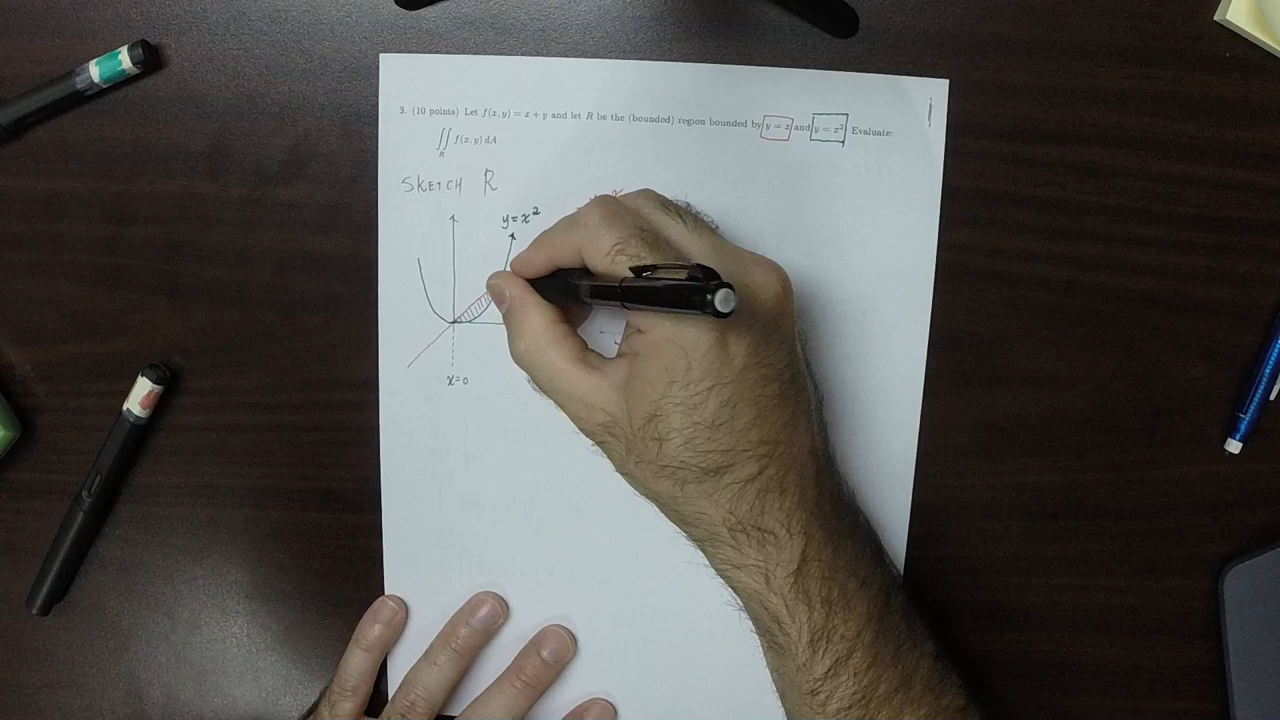 3. (10 points) Let f(x, y) = x + y and let R be the (bounded) region bounded by y = x and y = x² Evaluate:
∬ f(x, y) dA
R
SKETCH R
y=x²
x=0